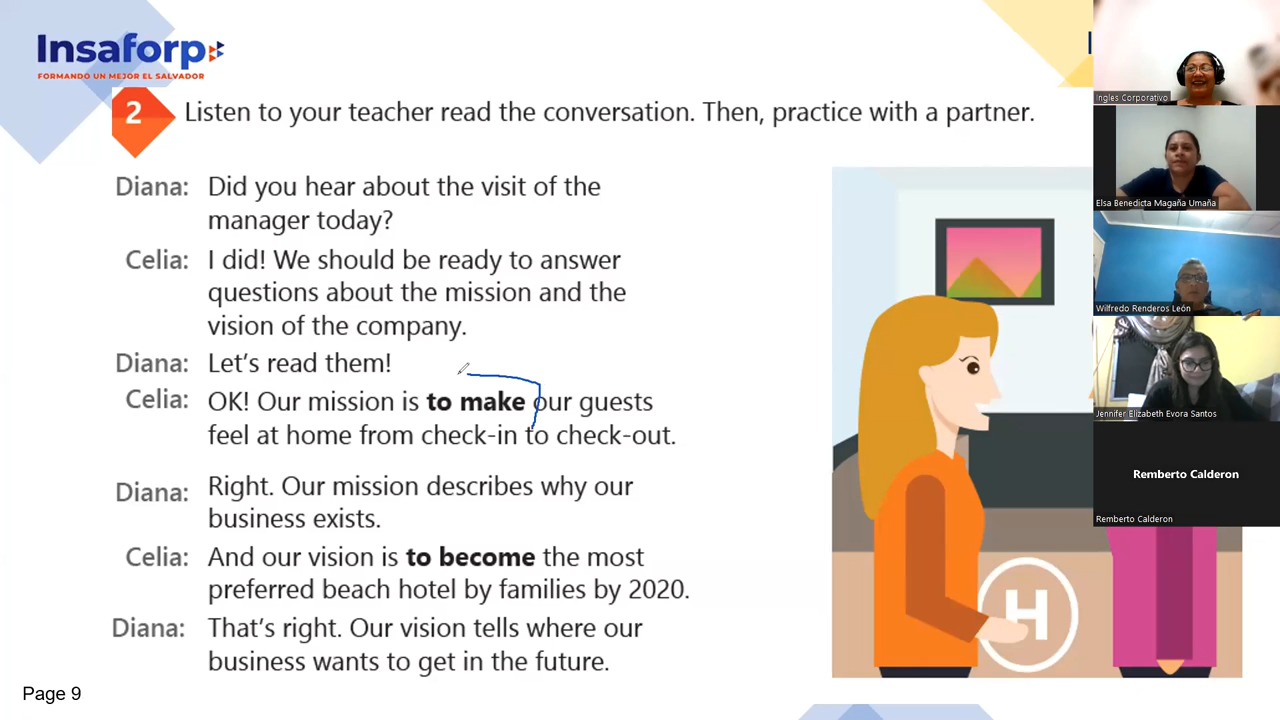 Insaforp
FORMANDO UN MEJOR EL SALVADOR
2 Listen to your teacher read the conversation. Then, practice with a partner.
Diana: Did you hear about the visit of the
manager today?
Celia: I did! We should be ready to answer
questions about the mission and the
vision of the company.
Diana: Let's read them!
Celia: OK! Our mission is to make our guests
feel at home from check-in to check-out.
Diana: Right. Our mission describes why our
business exists.
Celia: And our vision is to become the most
preferred beach hotel by families by 2020.
Diana: That's right. Our vision tells where our
business wants to get in the future.
H
Page 9
Ingles Corporativo
Elsa Benedicta Magaña Umaña
Wilfredo Renderos León
Jennifer Elizabeth Evora Santos
Remberto Calderon
Remberto Calderon